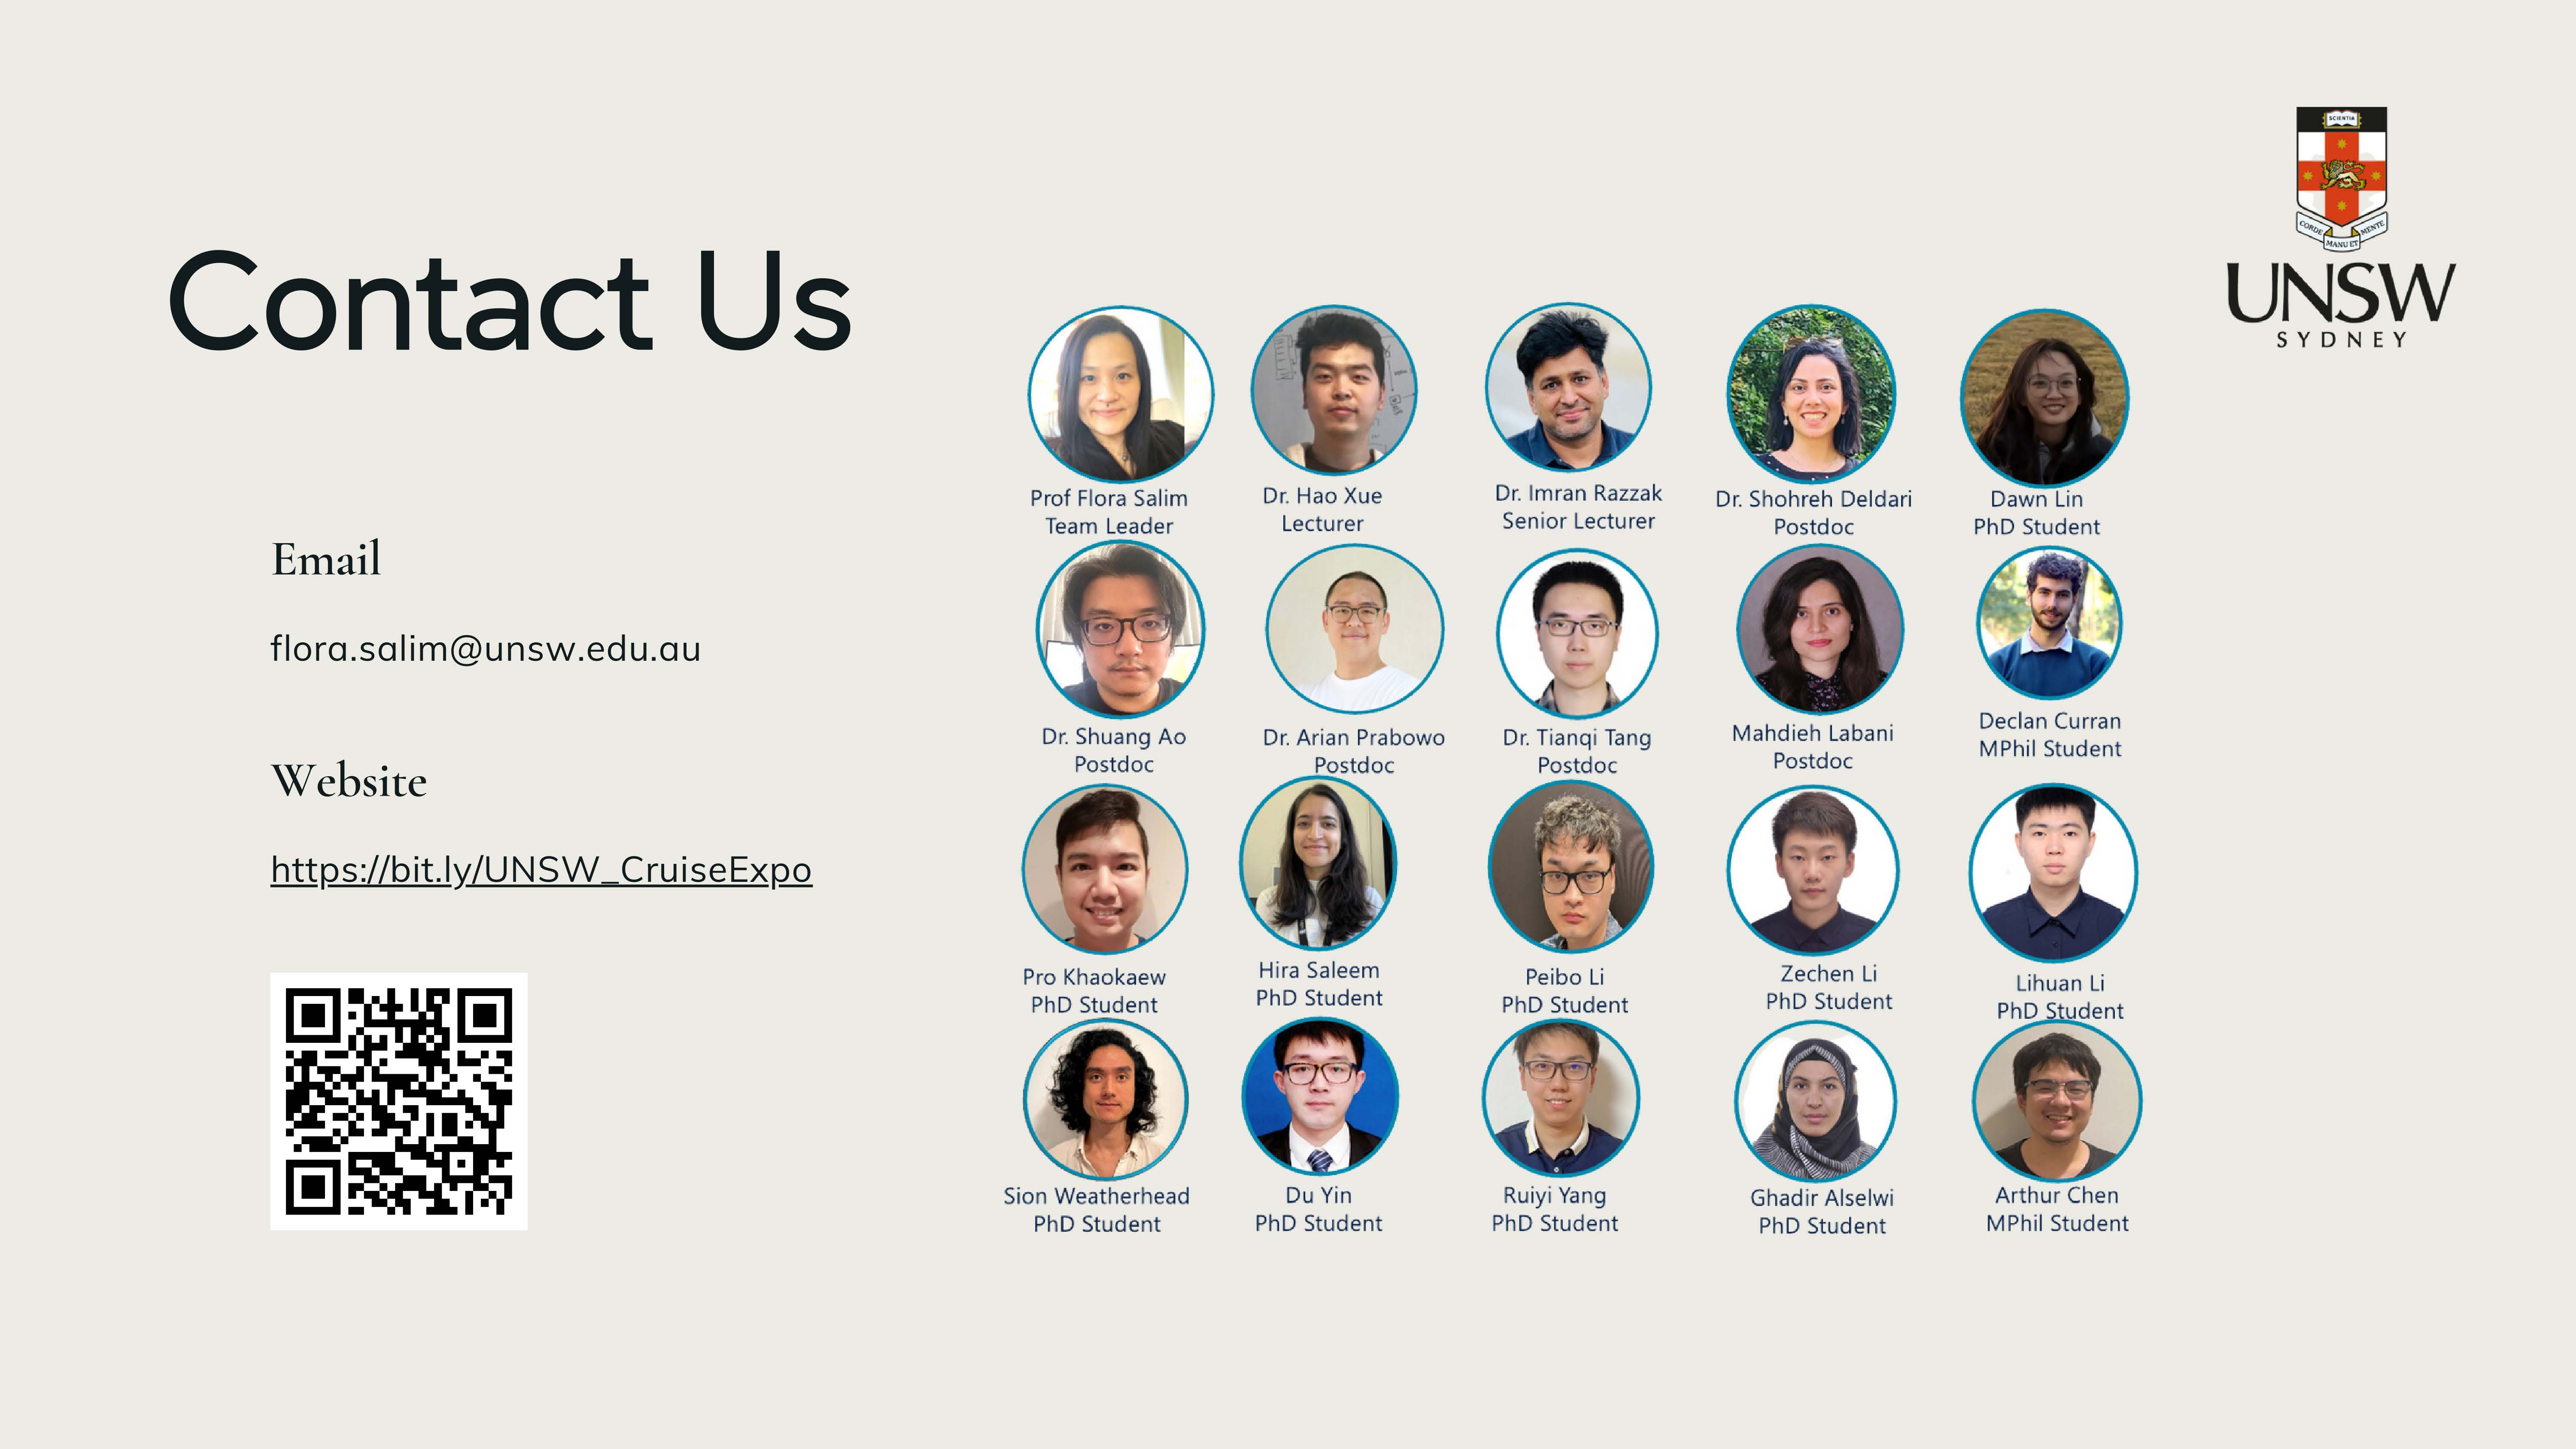 SCIENTIA
CORDE MANU ET MENTE
UNSW
SYDNEY
Contact Us
Email
flora.salim@unsw.edu.au
Website
https://bit.ly/UNSW_CruiseExpo
Prof Flora Salim
Team Leader
Dr. Hao Xue
Lecturer
Dr. Imran Razzak
Senior Lecturer
Dr. Shohreh Deldari
Postdoc
Dawn Lin
PhD Student
Dr. Shuang Ao
Postdoc
Dr. Arian Prabowo
Postdoc
Dr. Tianqi Tang
Postdoc
Mahdieh Labani
Postdoc
Declan Curran
MPhil Student
Pro Khaokaew
PhD Student
Hira Saleem
PhD Student
Peibo Li
PhD Student
Zechen Li
PhD Student
Lihuan Li
PhD Student
Sion Weatherhead
PhD Student
Du Yin
PhD Student
Ruiyi Yang
PhD Student
Ghadir Alselwi
PhD Student
Arthur Chen
MPhil Student